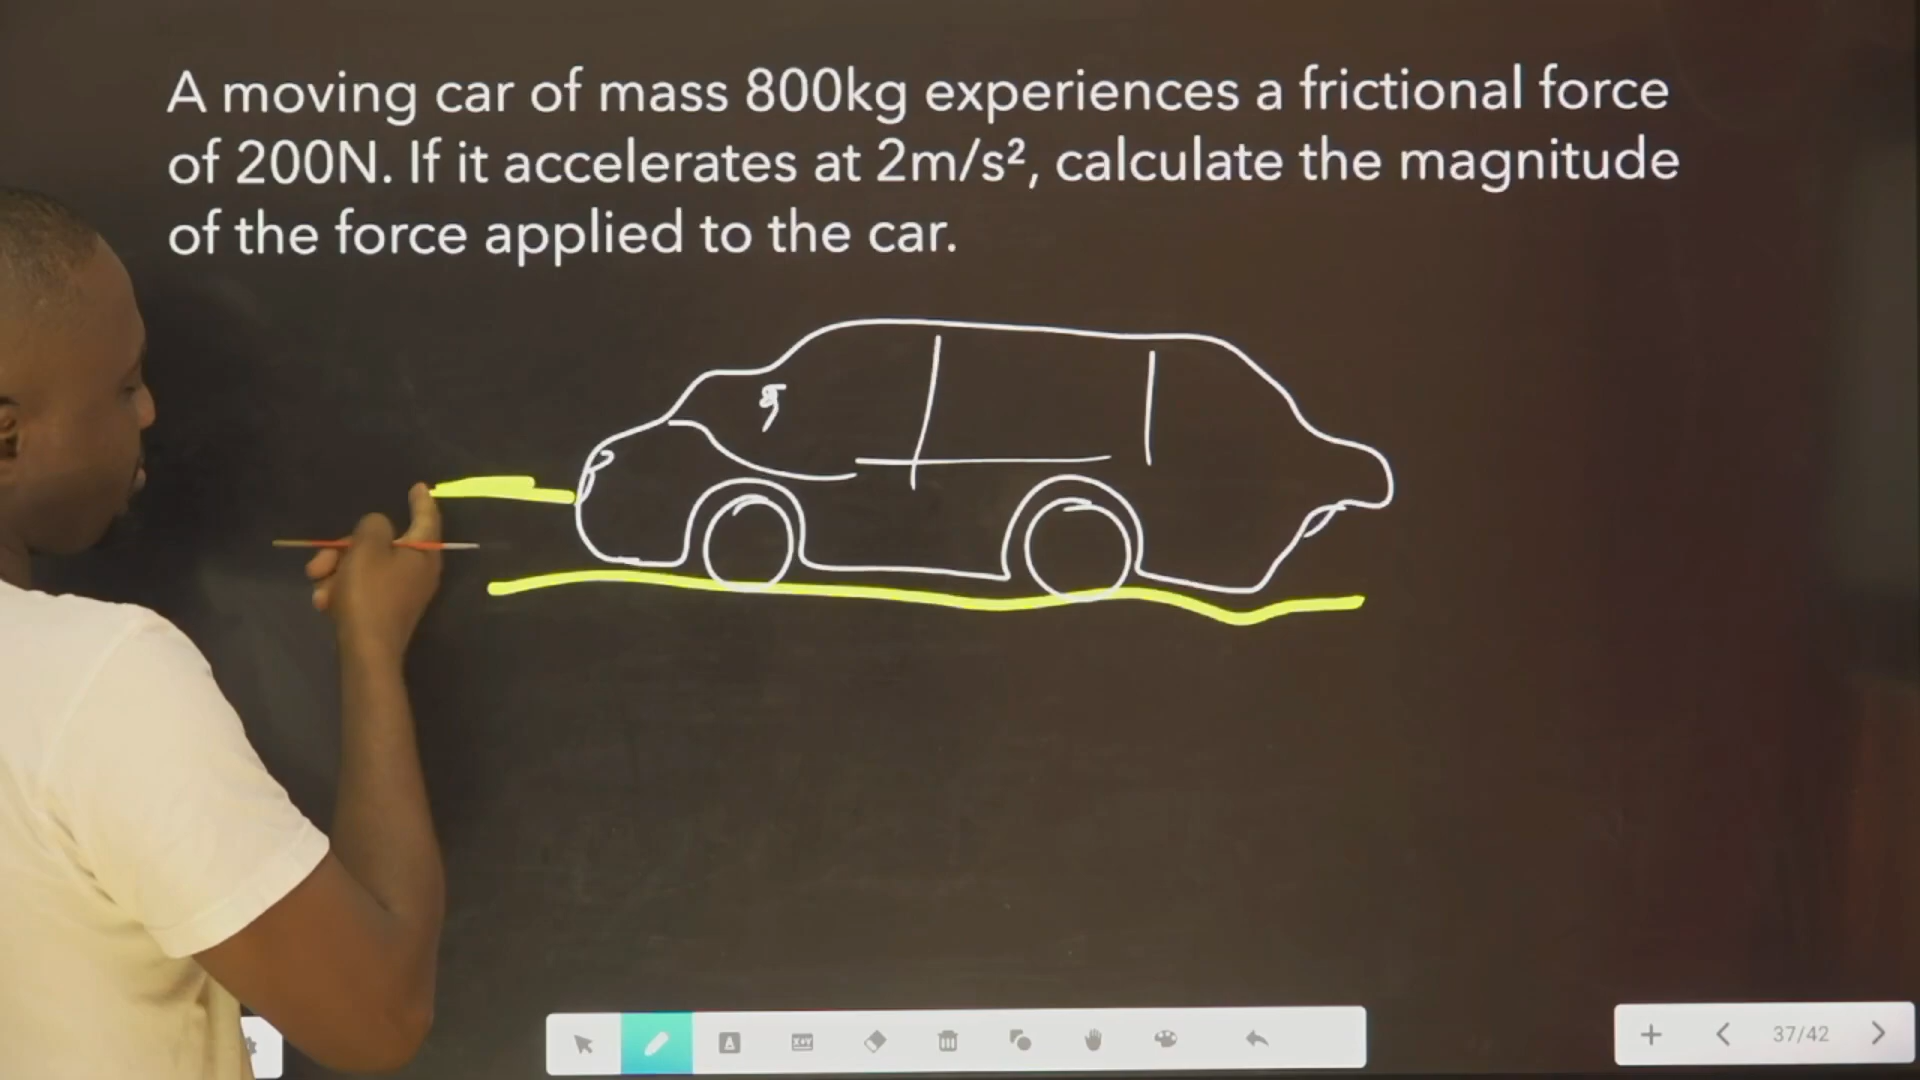 A moving car of mass 800kg experiences a frictional force
of 200N. If it accelerates at 2m/s², calculate the magnitude
of the force applied to the car.
A
X+Y
37/42